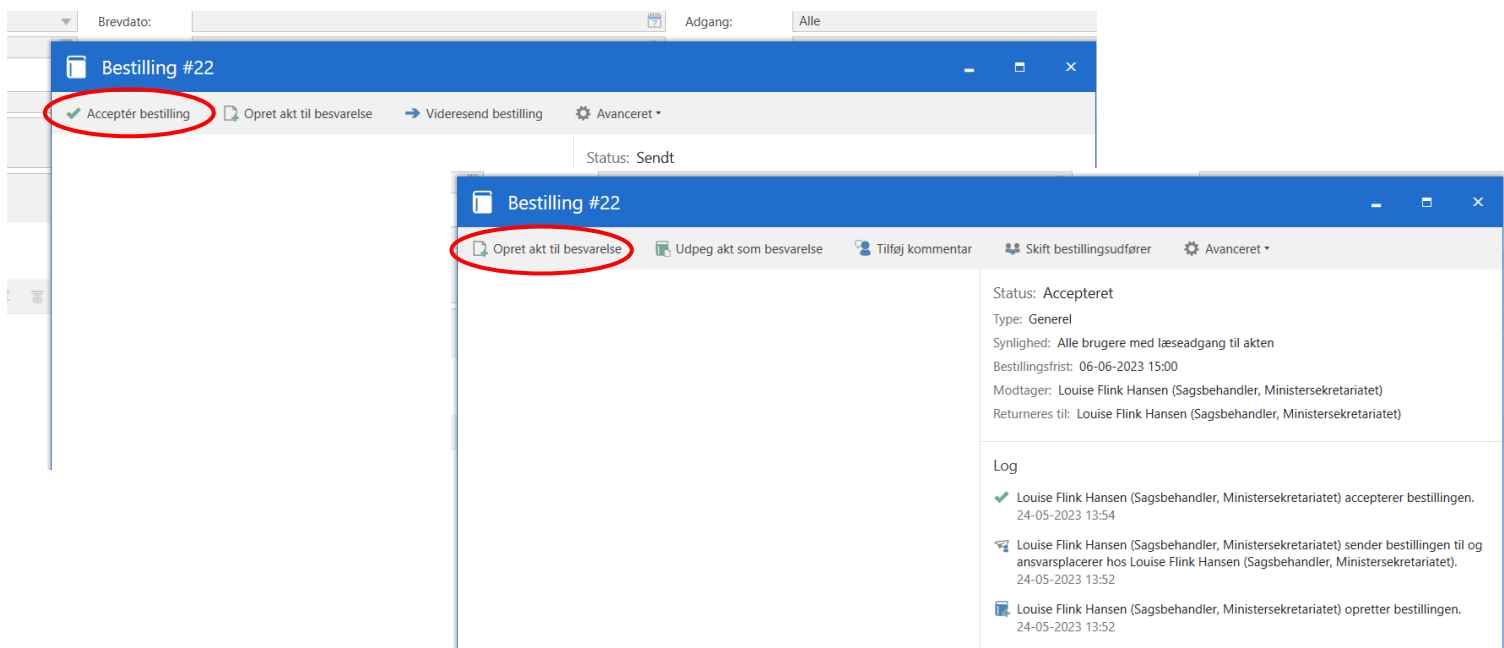 Brevdato:
7
Adgang:
Alle
Bestilling #22
Acceptér bestilling
Opret akt til besvarelse
Videresend bestilling
Avanceret
Status: Sendt
Bestilling #22
Opret akt til besvarelse
Udpeg akt som besvarelse
Tilføj kommentar
Skift bestillingsudfører
Avanceret
Status: Accepteret
Type: Generel
Synlighed: Alle brugere med læseadgang til akten
Bestillingsfrist: 06-06-2023 15:00
Modtager: Louise Flink Hansen (Sagsbehandler, Ministersekretariatet)
Returneres til: Louise Flink Hansen (Sagsbehandler, Ministersekretariatet)
Log
Louise Flink Hansen (Sagsbehandler, Ministersekretariatet) accepterer bestillingen.
24-05-2023 13:54
Louise Flink Hansen (Sagsbehandler, Ministersekretariatet) sender bestillingen til og
ansvarsplacerer hos Louise Flink Hansen (Sagsbehandler, Ministersekretariatet).
24-05-2023 13:52
Louise Flink Hansen (Sagsbehandler, Ministersekretariatet) opretter bestillingen.
24-05-2023 13:52